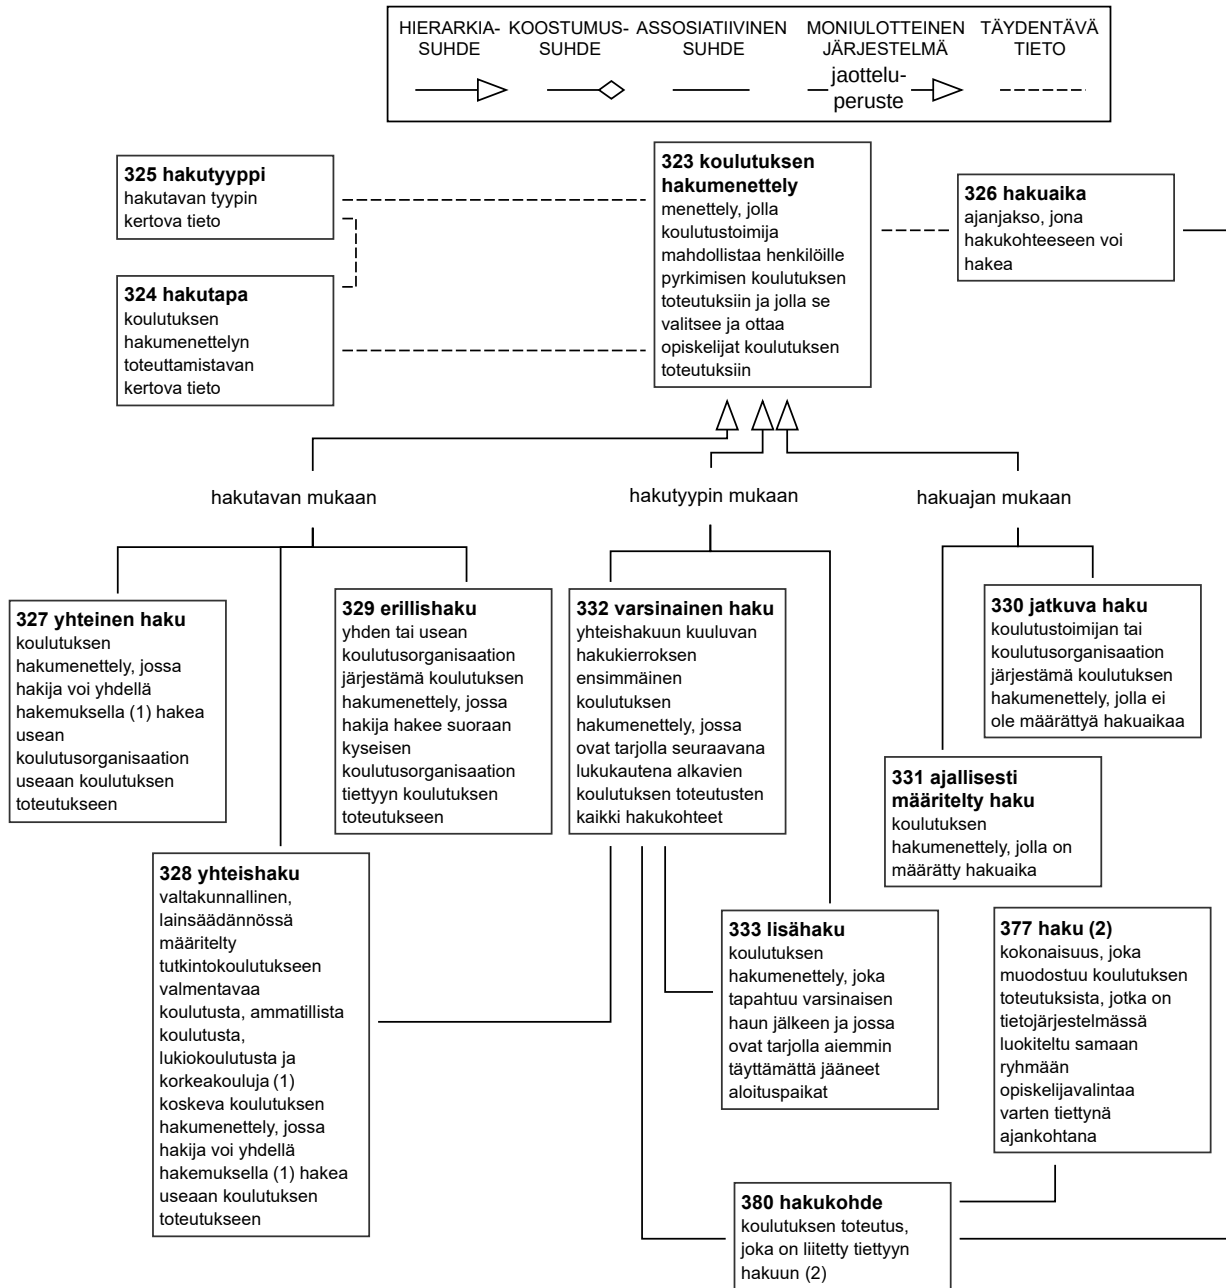 HIERARKIA-
SUHDE
KOOSTUMUS-
SUHDE
ASSOSIATIIVINEN
SUHDE
MONIULOTTEINEN
JÄRJESTELMÄ
jaottelu-
peruste
TÄYDENTÄVÄ
TIETO
325 hakutyyppi
hakutavan tyypin
kertova tieto
324 hakutapa
koulutuksen
hakumenettelyn
toteuttamistavan
kertova tieto
323 koulutuksen
hakumenettely
menettely, jolla
koulutustoimija
mahdollistaa henkilöille
pyrkimisen koulutuksen
toteutuksiin ja jolla se
valitsee ja ottaa
opiskelijat koulutuksen
toteutuksiin
326 hakuaika
ajanjakso, jona
hakukohteeseen voi
hakea
hakutavan mukaan
hakutyypin mukaan
hakuajan mukaan
327 yhteinen haku
koulutuksen
hakumenettely, jossa
hakija voi yhdellä
hakemuksella (1) hakea
usean
koulutusorganisaation
useaan koulutuksen
toteutukseen
329 erillishaku
yhden tai usean
koulutusorganisaation
järjestämä koulutuksen
hakumenettely, jossa
hakija hakee suoraan
kyseisen
koulutusorganisaation
tiettyyn koulutuksen
toteutukseen
332 varsinainen haku
yhteishakuun kuuluvan
hakukierroksen
ensimmäinen
koulutuksen
hakumenettely, jossa
ovat tarjolla seuraavana
lukukautena alkavien
koulutuksen toteutusten
kaikki hakukohteet
330 jatkuva haku
koulutustoimijan tai
koulutusorganisaation
järjestämä koulutuksen
hakumenettely, jolla ei
ole määrättyä hakuaikaa
331 ajallisesti
määritelty haku
koulutuksen
hakumenettely, jolla on
määrätty hakuaika
328 yhteishaku
valtakunnallinen,
lainsäädännössä
määritelty
tutkintokoulutukseen
valmentavaa
koulutusta, ammatillista
koulutusta,
lukiokoulutusta ja
korkeakouluja (1)
koskeva koulutuksen
hakumenettely, jossa
hakija voi yhdellä
hakemuksella (1) hakea
useaan koulutuksen
toteutukseen
333 lisähaku
koulutuksen
hakumenettely, joka
tapahtuu varsinaisen
haun jälkeen ja jossa
ovat tarjolla aiemmin
täyttämättä jääneet
aloituspaikat
377 haku (2)
kokonaisuus, joka
muodostuu koulutuksen
toteutuksista, jotka on
tietojärjestelmässä
luokiteltu samaan
ryhmään
opiskelijavalintaa
varten tiettynä
ajankohtana
380 hakukohde
koulutuksen toteutus,
joka on liitetty tiettyyn
hakuun (2)